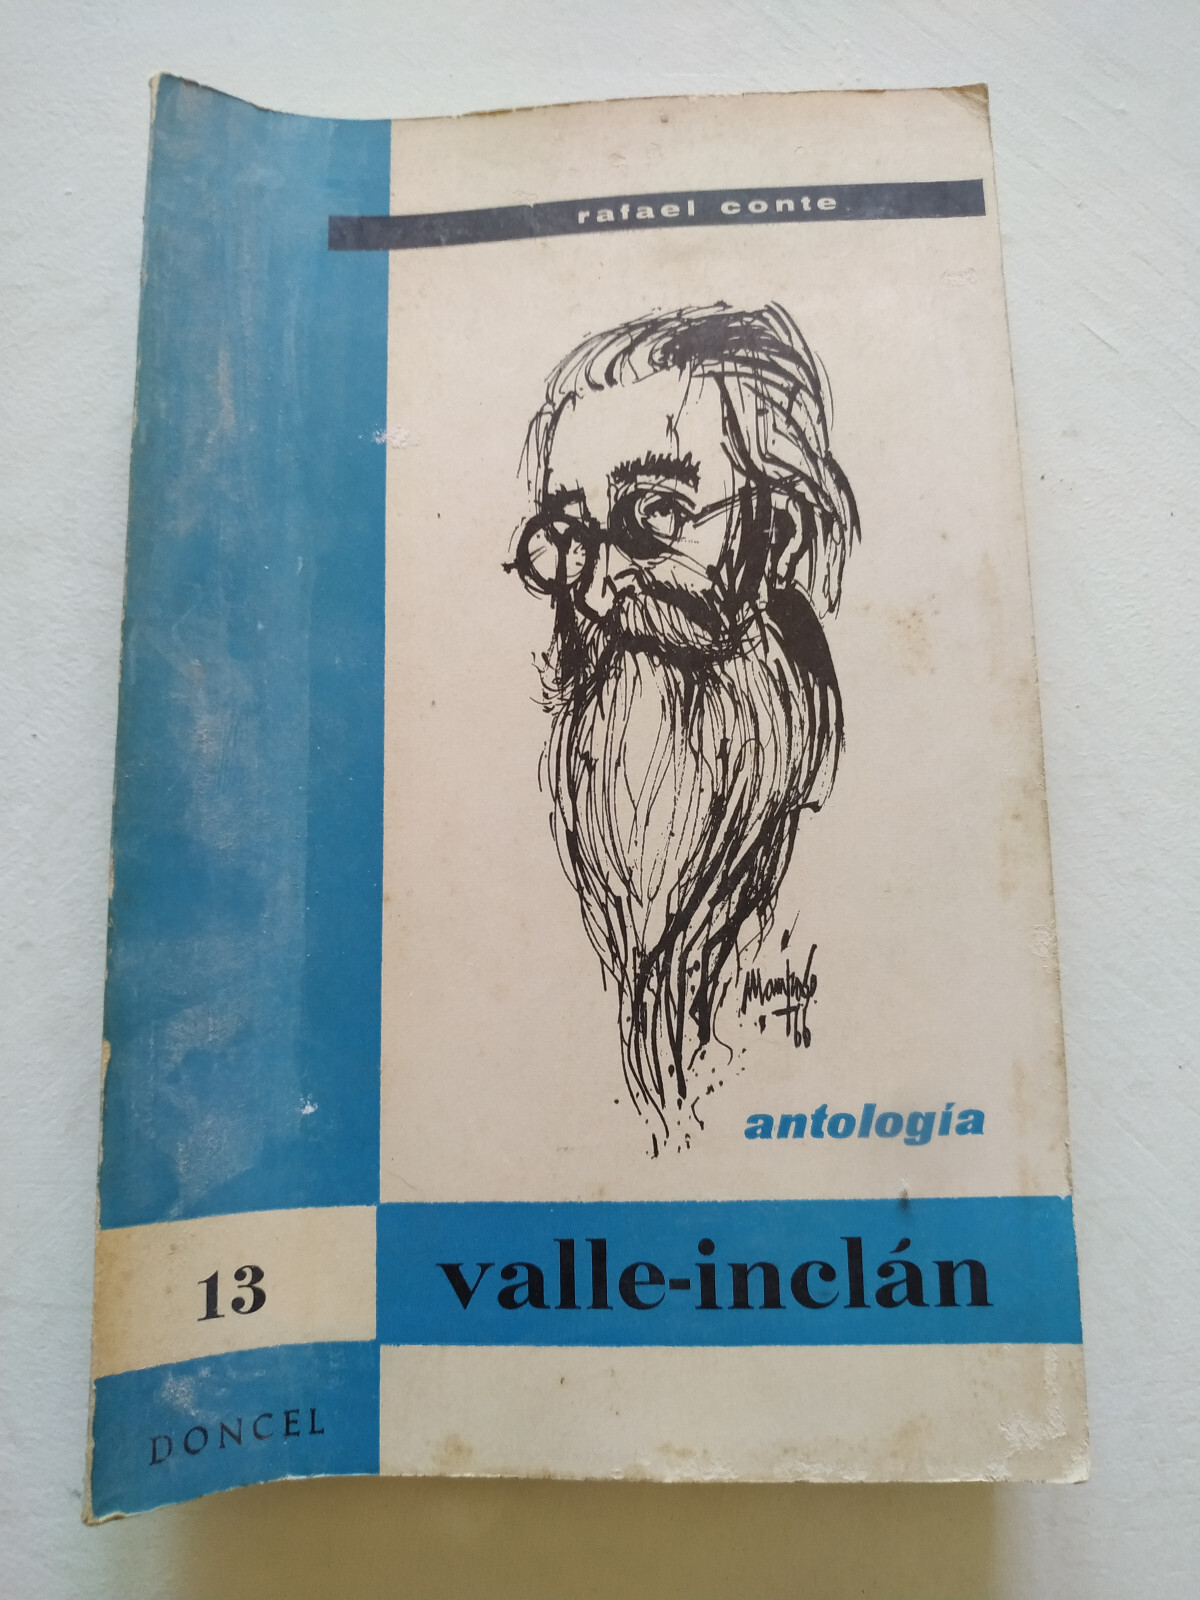 rafael conte
antología
13
valle-inclán
DONCEL